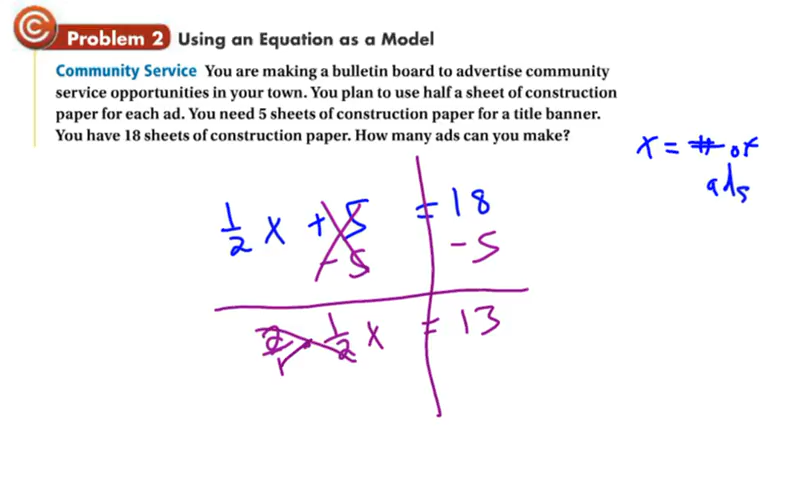 C Problem 2 Using an Equation as a Model
Community Service You are making a bulletin board to advertise community
service opportunities in your town. You plan to use half a sheet of construction
paper for each ad. You need 5 sheets of construction paper for a title banner.
You have 18 sheets of construction paper. How many ads can you make?
x = # of
ads
1/2 x + 5 = 18
- 5 - 5
2/1 · 1/2 x = 13